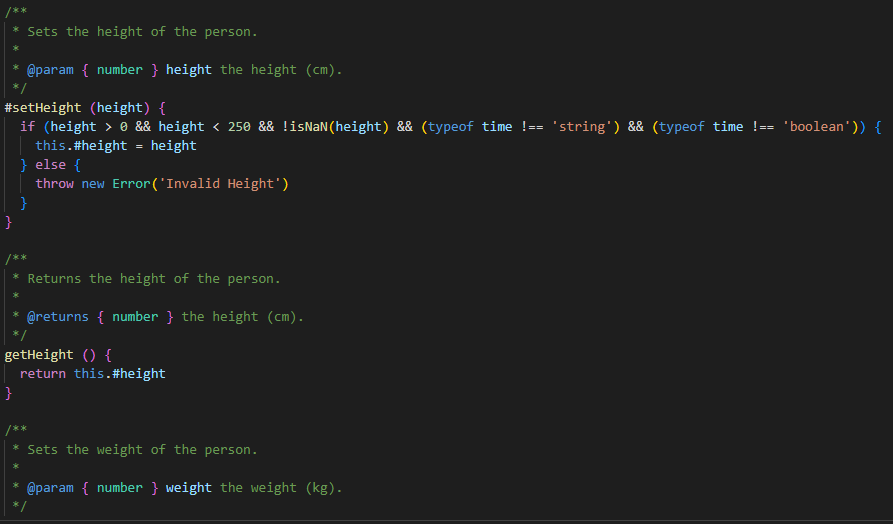 /**
 * Sets the height of the person.
 *
 * @param { number } height the height (cm).
 */
#setHeight (height) {
  if (height > 0 && height < 250 && !isNaN(height) && (typeof time !== 'string') && (typeof time !== 'boolean')) {
    this.#height = height
  } else {
    throw new Error('Invalid Height')
  }
}

/**
 * Returns the height of the person.
 *
 * @returns { number } the height (cm).
 */
getHeight () {
  return this.#height
}

/**
 * Sets the weight of the person.
 *
 * @param { number } weight the weight (kg).
 */